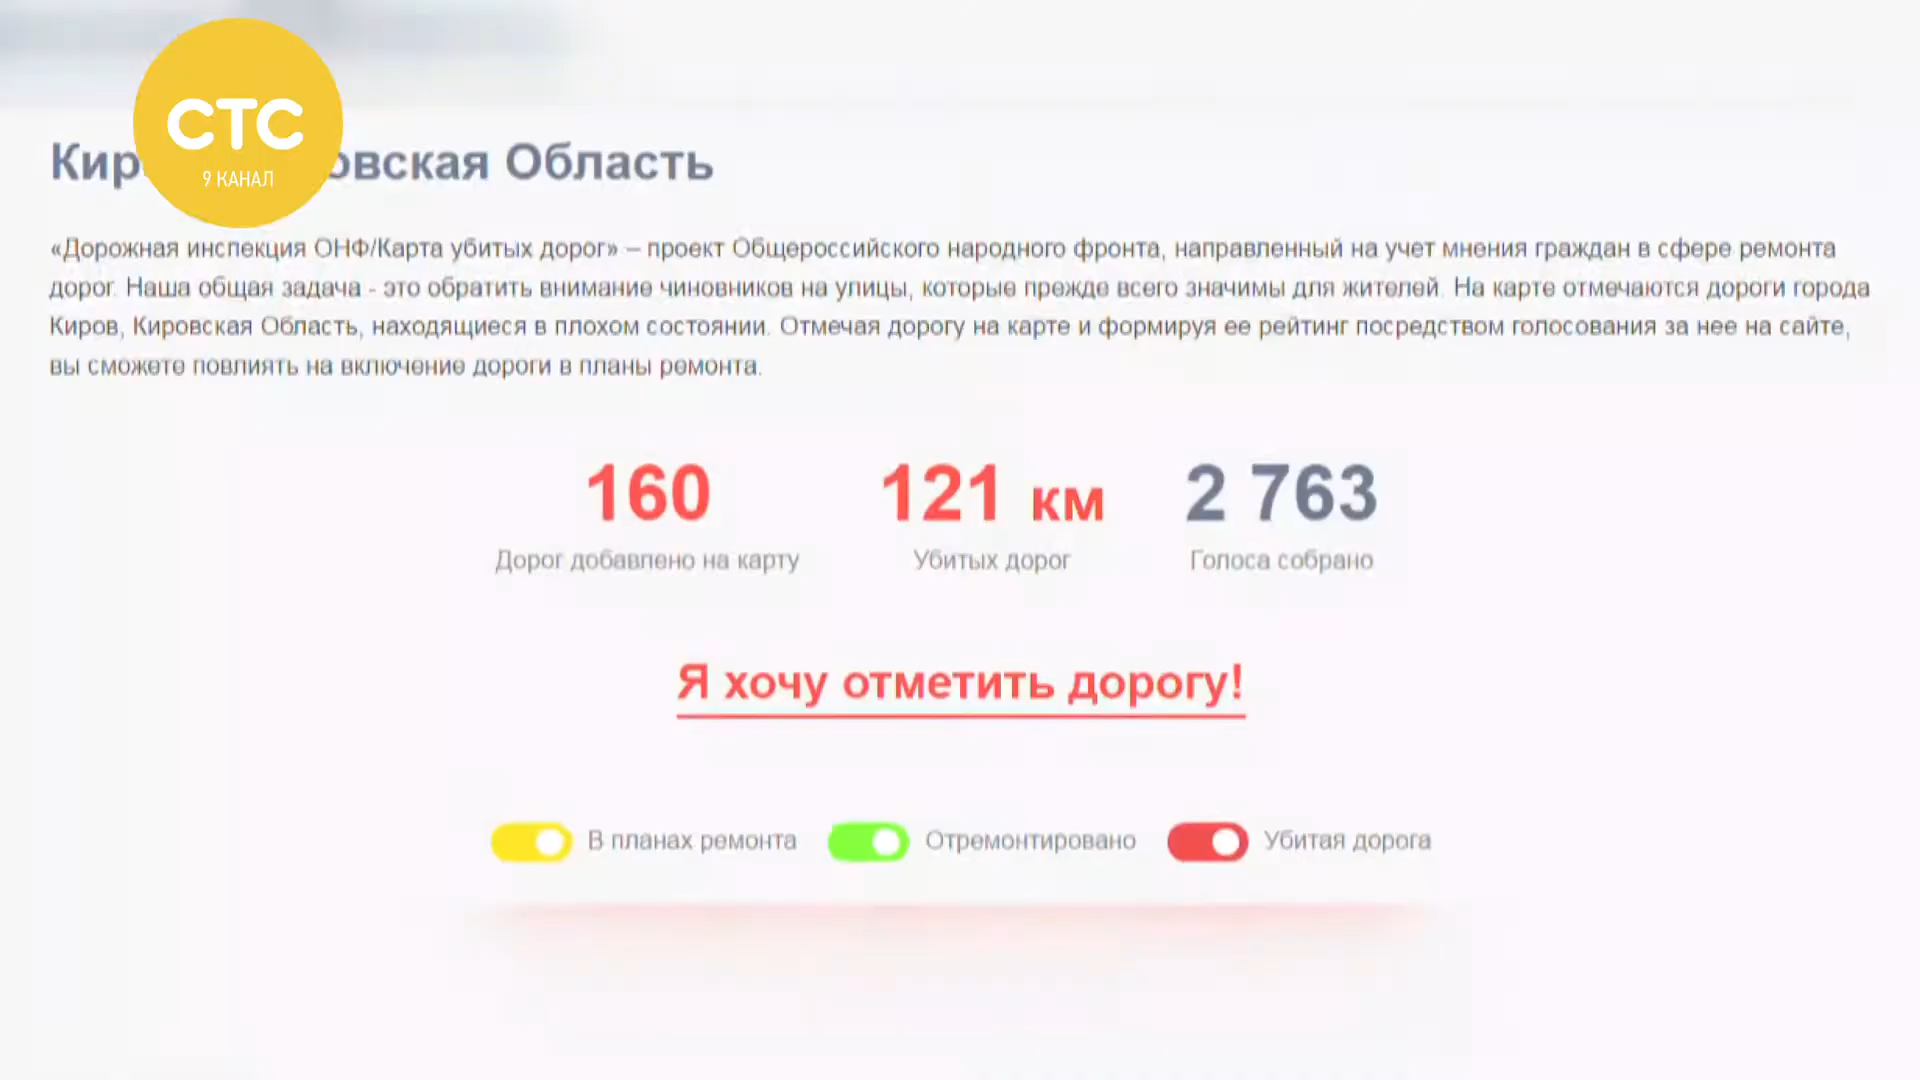 СТС
9 КАНАЛ
Кир овская Область
«Дорожная инспекция ОНФ/Карта убитых дорог» – проект Общероссийского народного фронта, направленный на учет мнения граждан в сфере ремонта
дорог. Наша общая задача - это обратить внимание чиновников на улицы, которые прежде всего значимы для жителей. На карте отмечаются дороги города
Киров, Кировская Область, находящиеся в плохом состоянии. Отмечая дорогу на карте и формируя ее рейтинг посредством голосования за нее на сайте,
вы сможете повлиять на включение дороги в планы ремонта.
160 121 км 2 763
Дорог добавлено на карту Убитых дорог Голоса собрано
Я хочу отметить дорогу!
В планах ремонта Отремонтировано Убитая дорога